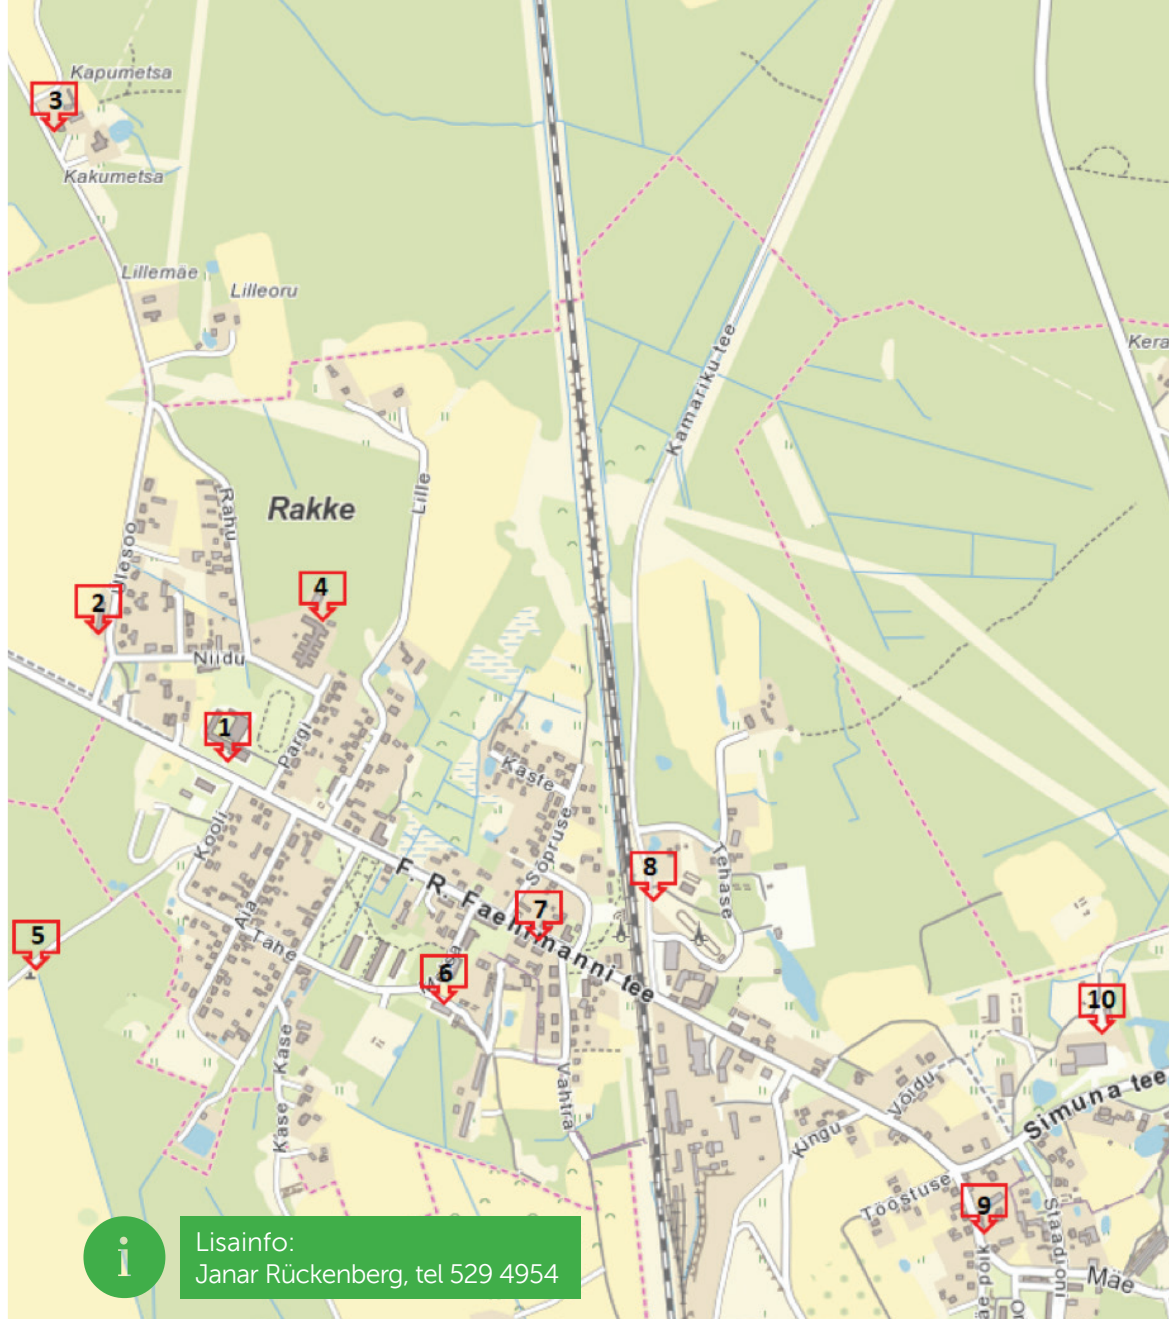 Kapumetsa
3
Kakumetsa
Lillemäe
Lilleoru
Kamariku tee
Kera
Rahu
Rakke
Lille
4
2
Niidu
1
Pargi
Kaste
Sõpruse
Kooli
8
Tehase
F. R. Faehlmanni tee
7
Aia
5
Tähe
6
10
Kase
Kase
Vahtra
Võidu
Simuna tee
Kingu
Tööstuse
9
Staadioni
Mäe
Lisainfo:
i
Janar Rückenberg, tel 529 4954